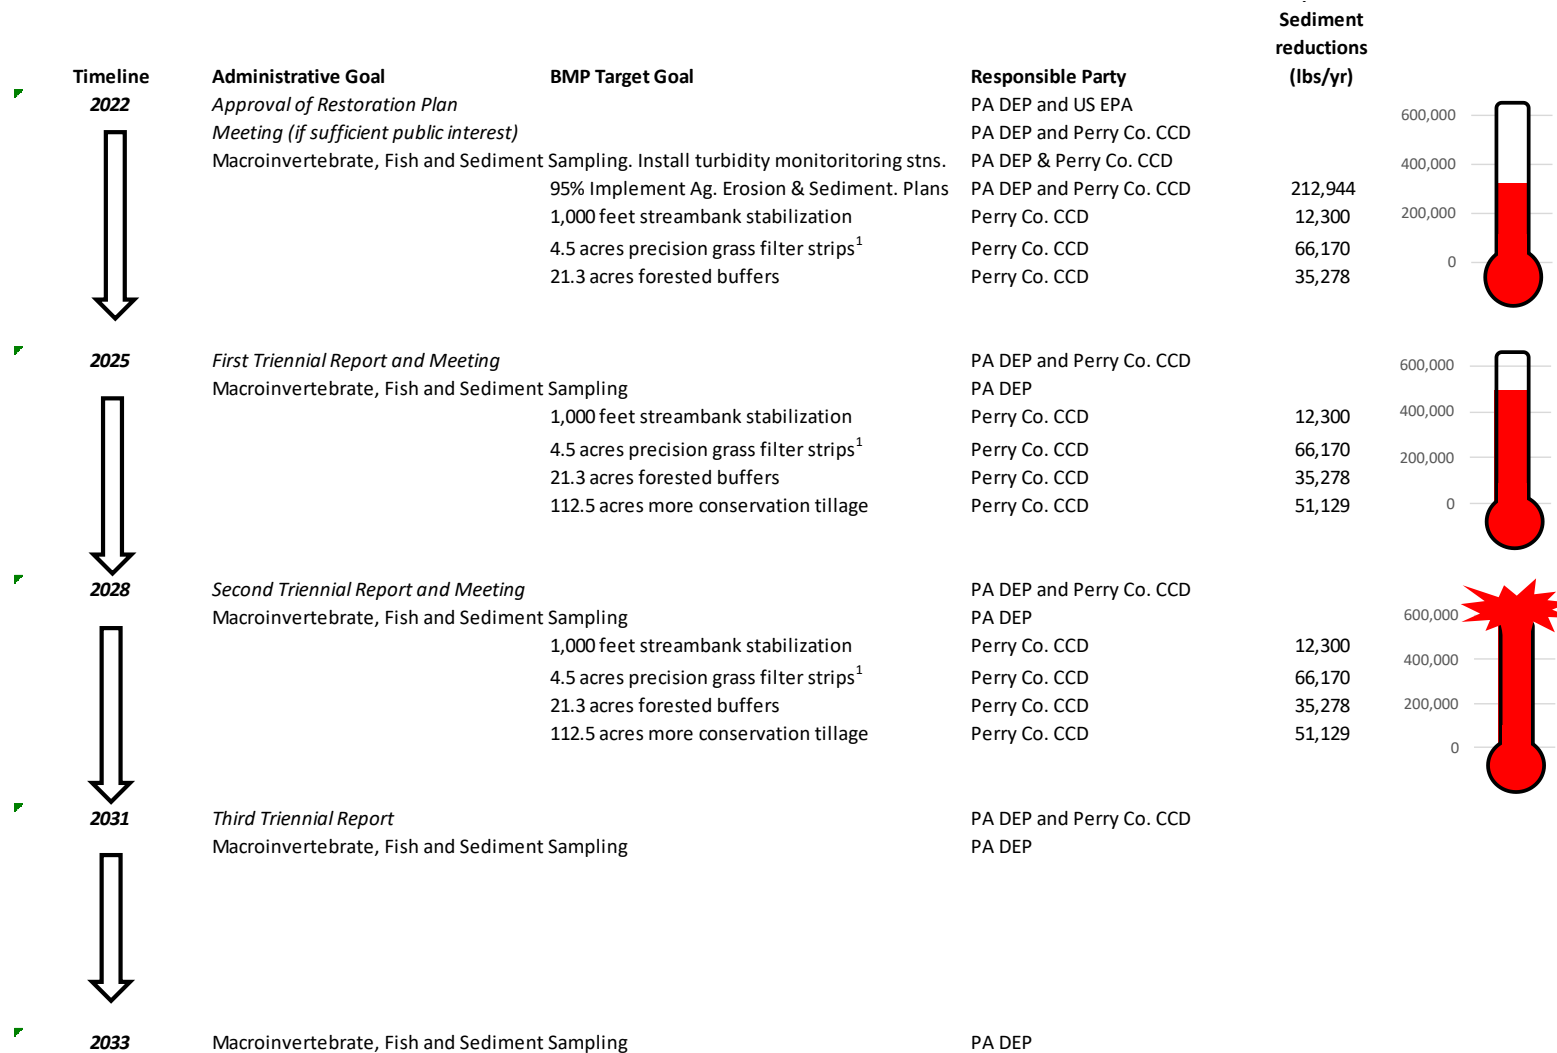 Sediment
reductions
Timeline Administrative Goal BMP Target Goal Responsible Party (lbs/yr)
2022 Approval of Restoration Plan PA DEP and US EPA
600,000
Meeting (if sufficient public interest) PA DEP and Perry Co. CCD
Macroinvertebrate, Fish and Sediment Sampling. Install turbidity monitoritoring stns. PA DEP & Perry Co. CCD
400,000
95% Implement Ag. Erosion & Sediment. Plans PA DEP and Perry Co. CCD 212,944
1,000 feet streambank stabilization Perry Co. CCD 12,300
200,000
4.5 acres precision grass filter strips1 Perry Co. CCD 66,170
0
21.3 acres forested buffers Perry Co. CCD 35,278
2025 First Triennial Report and Meeting PA DEP and Perry Co. CCD
600,000
Macroinvertebrate, Fish and Sediment Sampling PA DEP
1,000 feet streambank stabilization Perry Co. CCD 12,300
400,000
4.5 acres precision grass filter strips1 Perry Co. CCD 66,170
200,000
21.3 acres forested buffers Perry Co. CCD 35,278
112.5 acres more conservation tillage Perry Co. CCD 51,129
0
2028 Second Triennial Report and Meeting PA DEP and Perry Co. CCD
Macroinvertebrate, Fish and Sediment Sampling PA DEP
600,000
1,000 feet streambank stabilization Perry Co. CCD 12,300
400,000
4.5 acres precision grass filter strips1 Perry Co. CCD 66,170
21.3 acres forested buffers Perry Co. CCD 35,278
200,000
112.5 acres more conservation tillage Perry Co. CCD 51,129
0
2031 Third Triennial Report PA DEP and Perry Co. CCD
Macroinvertebrate, Fish and Sediment Sampling PA DEP
2033 Macroinvertebrate, Fish and Sediment Sampling PA DEP